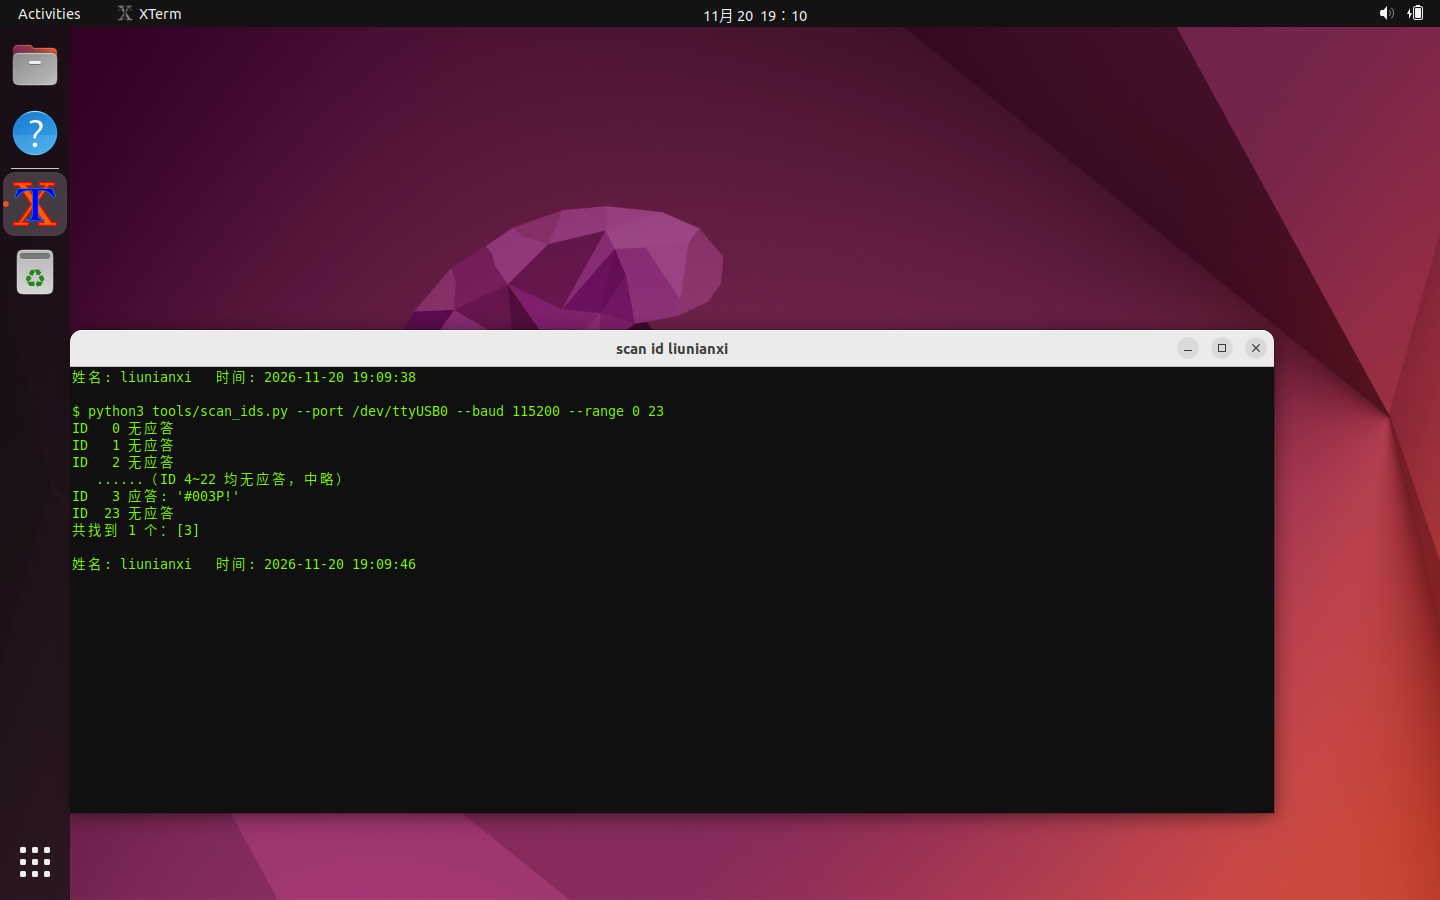 Activities
XTerm
11月 20 19：10
scan id liunianxi
姓名: liunianxi   时间: 2026-11-20 19:09:38
$ python3 tools/scan_ids.py --port /dev/ttyUSB0 --baud 115200 --range 0 23
ID   0 无应答
ID   1 无应答
ID   2 无应答
   ......（ID 4~22 均无应答，中略）
ID   3 应答: '#003P!'
ID  23 无应答
共找到 1 个: [3]
姓名: liunianxi   时间: 2026-11-20 19:09:46